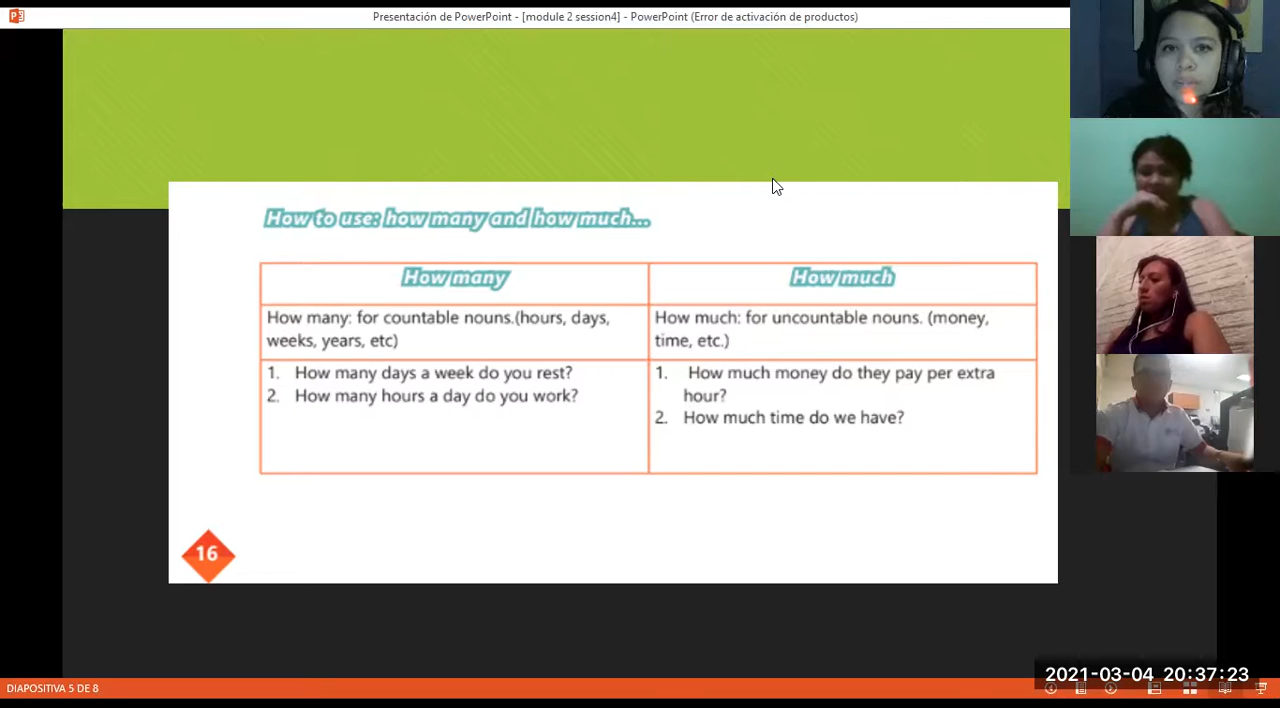 Presentación de PowerPoint - [module 2 session4] - PowerPoint (Error de activación de productos)
How to use: how many and how much...
How many
How much
How many: for countable nouns.(hours, days,
weeks, years, etc)
How much: for uncountable nouns. (money,
time, etc.)
1. How many days a week do you rest?
2. How many hours a day do you work?
1. How much money do they pay per extra
hour?
2. How much time do we have?
16
2021-03-04 20:37:23
DIAPOSITIVA 5 DE 8